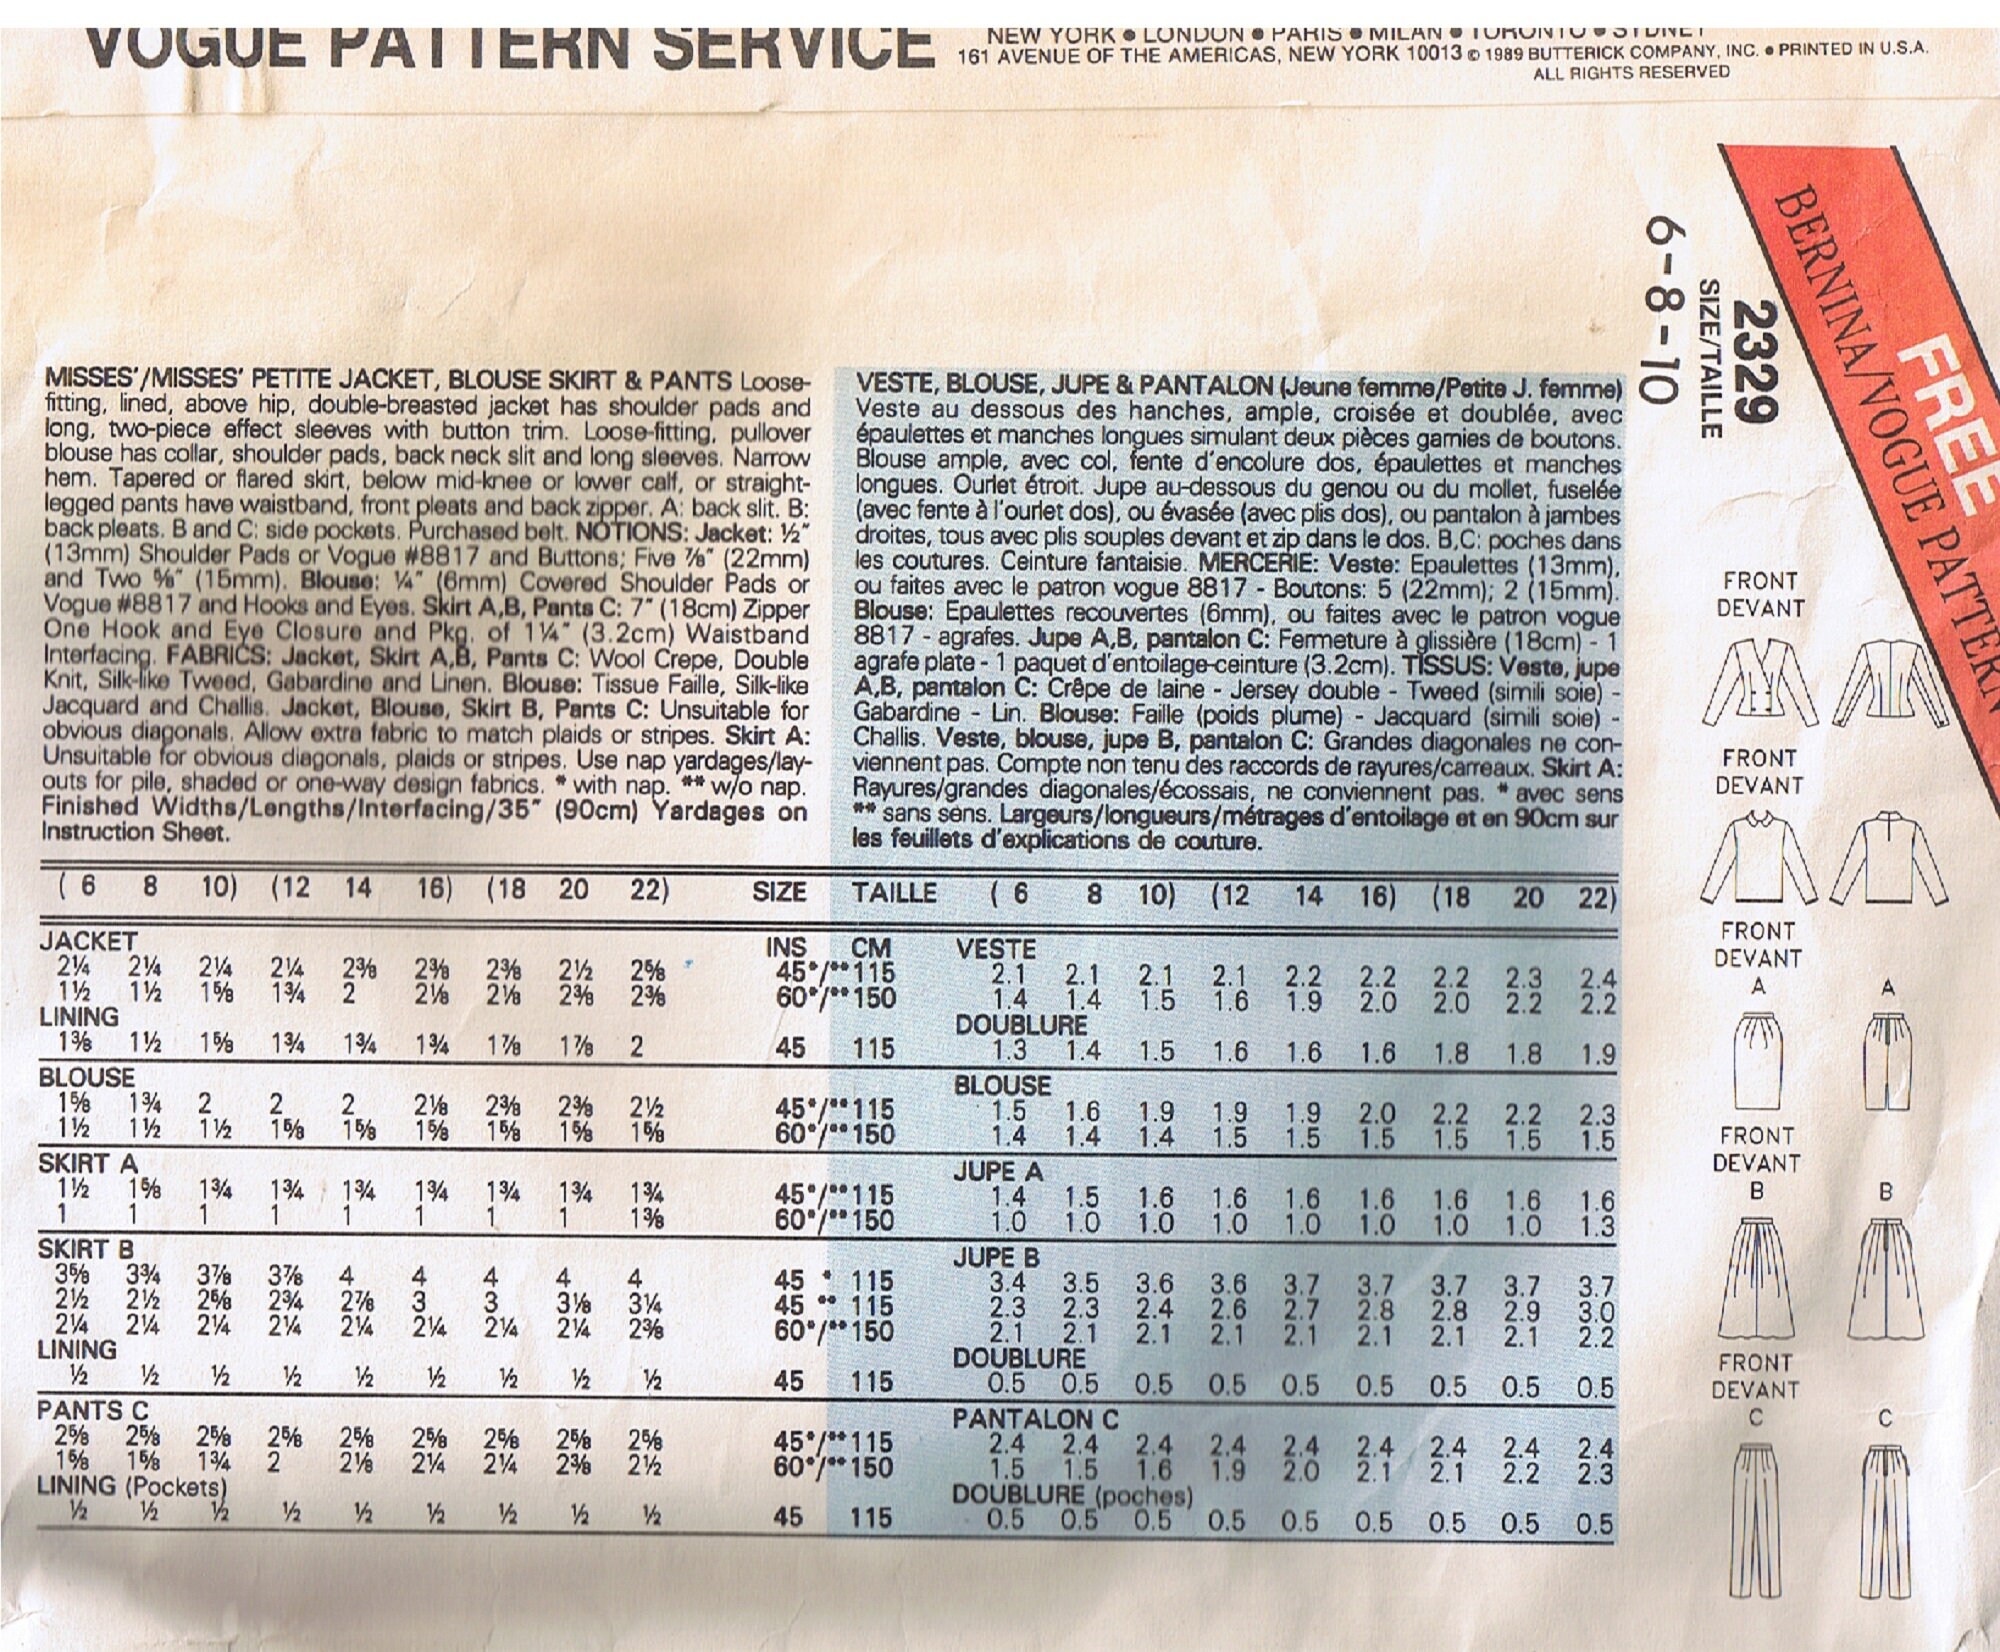 VOGUE PATTERN SERVICE
NEW YORK ● LONDON ● PARIS ● MILAN ● TORONTO ● SYDNEY
161 AVENUE OF THE AMERICAS, NEW YORK 10013 © 1989 BUTTERICK COMPANY, INC. ● PRINTED IN U.S.A.
ALL RIGHTS RESERVED
FREE
BERNINA/VOGUE PATTERN
2329
SIZE/TAILLE
6-8-10
MISSES'/MISSES' PETITE JACKET, BLOUSE SKIRT & PANTS Loose-
fitting, lined, above hip, double-breasted jacket has shoulder pads and
long, two-piece effect sleeves with button trim. Loose-fitting, pullover
blouse has collar, shoulder pads, back neck slit and long sleeves. Narrow
hem. Tapered or flared skirt, below mid-knee or lower calf, or straight-
legged pants have waistband, front pleats and back zipper. A: back slit. B:
back pleats. B and C: side pockets. Purchased belt. NOTIONS: Jacket: ½"
(13mm) Shoulder Pads or Vogue #8817 and Buttons; Five ⅞" (22mm)
and Two ⅝" (15mm). Blouse: ¼" (6mm) Covered Shoulder Pads or
Vogue #8817 and Hooks and Eyes. Skirt A,B, Pants C: 7" (18cm) Zipper
One Hook and Eye Closure and Pkg. of 1¼" (3.2cm) Waistband
Interfacing. FABRICS: Jacket, Skirt A,B, Pants C: Wool Crepe, Double
Knit, Silk-like Tweed, Gabardine and Linen. Blouse: Tissue Faille, Silk-like
Jacquard and Challis. Jacket, Blouse, Skirt B, Pants C: Unsuitable for
obvious diagonals. Allow extra fabric to match plaids or stripes. Skirt A:
Unsuitable for obvious diagonals, plaids or stripes. Use nap yardages/lay-
outs for pile, shaded or one-way design fabrics. * with nap. ** w/o nap.
Finished Widths/Lengths/Interfacing/35" (90cm) Yardages on
Instruction Sheet.
VESTE, BLOUSE, JUPE & PANTALON (Jeune femme/Petite J. femme)
Veste au dessous des hanches, ample, croisée et doublée, avec
épaulettes et manches longues simulant deux pièces garnies de boutons.
Blouse ample, avec col, fente d'encolure dos, épaulettes et manches
longues. Ourlet étroit. Jupe au-dessous du genou ou du mollet, fuselée
(avec fente à l'ourlet dos), ou évasée (avec plis dos), ou pantalon à jambes
droites, tous avec plis souples devant et zip dans le dos. B,C: poches dans
les coutures. Ceinture fantaisie. MERCERIE: Veste: Epaulettes (13mm),
ou faites avec le patron vogue 8817 - Boutons: 5 (22mm); 2 (15mm).
Blouse: Epaulettes recouvertes (6mm), ou faites avec le patron vogue
8817 - agrafes. Jupe A,B, pantalon C: Fermeture à glissière (18cm) - 1
agrafe plate - 1 paquet d'entoilage-ceinture (3.2cm). TISSUS: Veste, jupe
A,B, pantalon C: Crêpe de laine - Jersey double - Tweed (simili soie) -
Gabardine - Lin. Blouse: Faille (poids plume) - Jacquard (simili soie) -
Challis. Veste, blouse, jupe B, pantalon C: Grandes diagonales ne con-
viennent pas. Compte non tenu des raccords de rayures/carreaux. Skirt A:
Rayures/grandes diagonales/écossais, ne conviennent pas. * avec sens
** sans sens. Largeurs/longueurs/métrages d'entoilage et en 90cm sur
les feuillets d'explications de couture.
(6 8 10) (12 14 16) (18 20 22) SIZE TAILLE (6 8 10) (12 14 16) (18 20 22)
JACKET INS CM VESTE
2¼ 2¼ 2¼ 2¼ 2⅜ 2⅜ 2⅜ 2½ 2⅝ 45*/**115 2.1 2.1 2.1 2.1 2.2 2.2 2.2 2.3 2.4
1½ 1½ 1⅝ 1¾ 2 2⅛ 2⅛ 2⅜ 2⅜ 60*/**150 1.4 1.4 1.5 1.6 1.9 2.0 2.0 2.2 2.2
LINING DOUBLURE
1⅜ 1½ 1⅝ 1¾ 1¾ 1¾ 1⅞ 1⅞ 2 45 115 1.3 1.4 1.5 1.6 1.6 1.6 1.8 1.8 1.9
BLOUSE BLOUSE
1⅝ 1¾ 2 2 2 2⅛ 2⅜ 2⅜ 2½ 45*/**115 1.5 1.6 1.9 1.9 1.9 2.0 2.2 2.2 2.3
1½ 1½ 1½ 1⅝ 1⅝ 1⅝ 1⅝ 1⅝ 1⅝ 60*/**150 1.4 1.4 1.4 1.5 1.5 1.5 1.5 1.5 1.5
SKIRT A JUPE A
1½ 1⅝ 1¾ 1¾ 1¾ 1¾ 1¾ 1¾ 1¾ 45*/**115 1.4 1.5 1.6 1.6 1.6 1.6 1.6 1.6 1.6
1 1 1 1 1 1 1 1 1⅜ 60*/**150 1.0 1.0 1.0 1.0 1.0 1.0 1.0 1.0 1.3
SKIRT B JUPE B
3⅝ 3¾ 3⅞ 3⅞ 4 4 4 4 4 45 * 115 3.4 3.5 3.6 3.6 3.7 3.7 3.7 3.7 3.7
2½ 2½ 2⅝ 2¾ 2⅞ 3 3 3⅛ 3¼ 45 ** 115 2.3 2.3 2.4 2.6 2.7 2.8 2.8 2.9 3.0
2¼ 2¼ 2¼ 2¼ 2¼ 2¼ 2¼ 2¼ 2⅜ 60*/**150 2.1 2.1 2.1 2.1 2.1 2.1 2.1 2.1 2.2
LINING DOUBLURE
½ ½ ½ ½ ½ ½ ½ ½ ½ 45 115 0.5 0.5 0.5 0.5 0.5 0.5 0.5 0.5 0.5
PANTS C PANTALON C
2⅝ 2⅝ 2⅝ 2⅝ 2⅝ 2⅝ 2⅝ 2⅝ 2⅝ 45*/**115 2.4 2.4 2.4 2.4 2.4 2.4 2.4 2.4 2.4
1⅝ 1⅝ 1¾ 2 2⅛ 2¼ 2¼ 2⅜ 2½ 60*/**150 1.5 1.5 1.6 1.9 2.0 2.1 2.1 2.2 2.3
LINING (Pockets) DOUBLURE (poches)
½ ½ ½ ½ ½ ½ ½ ½ ½ 45 115 0.5 0.5 0.5 0.5 0.5 0.5 0.5 0.5 0.5
FRONT
DEVANT
FRONT
DEVANT
FRONT
DEVANT
A A
FRONT
DEVANT
B B
FRONT
DEVANT
C C